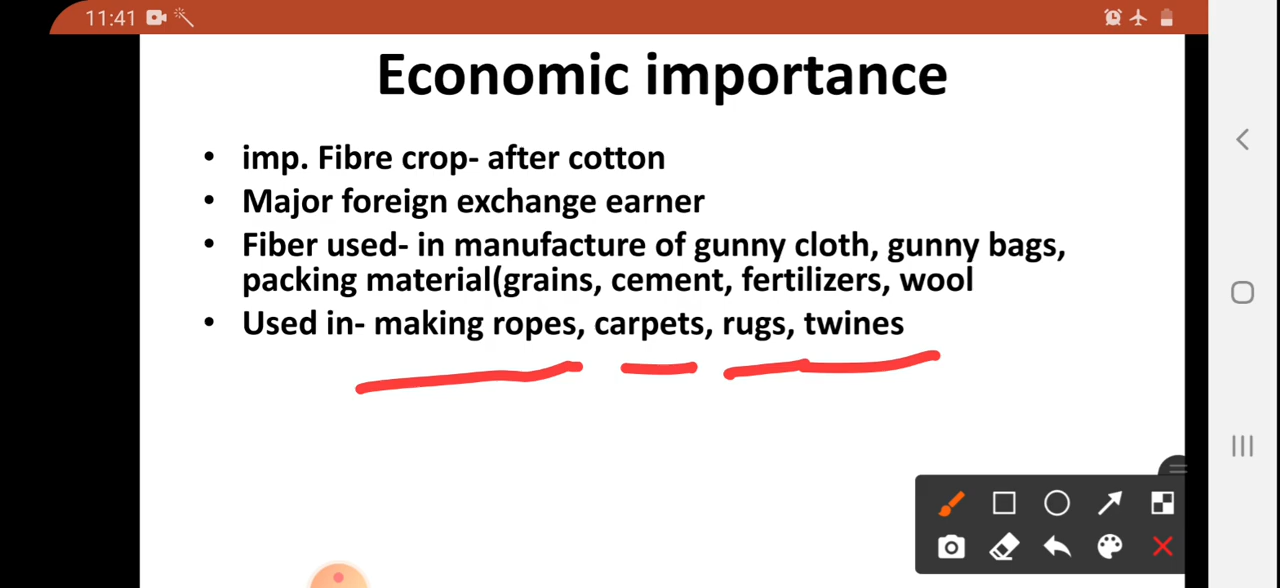 11:41
Economic importance
• imp. Fibre crop- after cotton
• Major foreign exchange earner
• Fiber used- in manufacture of gunny cloth, gunny bags,
packing material(grains, cement, fertilizers, wool
• Used in- making ropes, carpets, rugs, twines